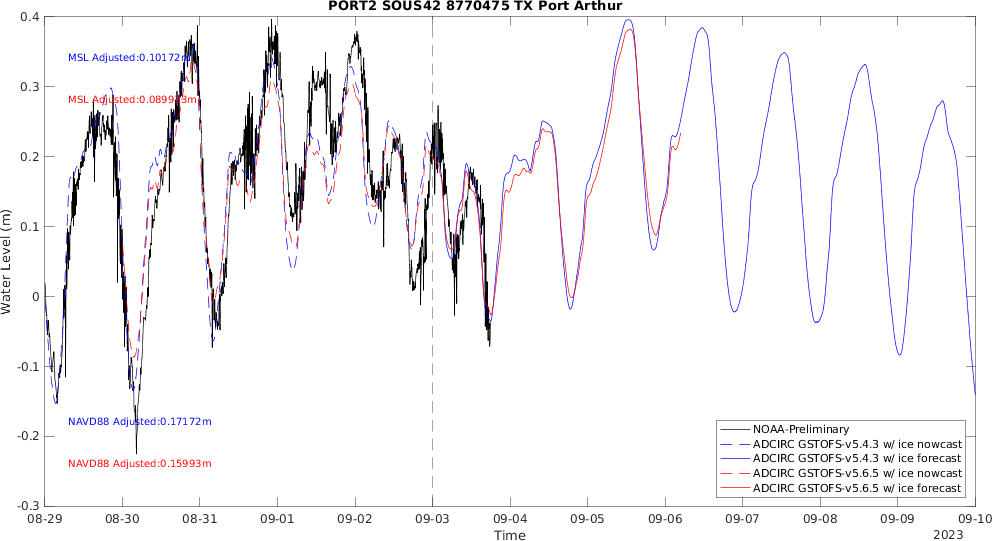 PORT2 SOUS42 8770475 TX Port Arthur
0.4
0.3
0.2
0.1
0
-0.1
-0.2
-0.3
Water Level (m)
MSL Adjusted:0.10172m
NAVD88 Adjusted:0.17172m
NAVD88 Adjusted:0.15993m
NOAA-Preliminary
ADCIRC GSTOFS-v5.4.3 w/ ice nowcast
ADCIRC GSTOFS-v5.4.3 w/ ice forecast
ADCIRC GSTOFS-v5.6.5 w/ ice nowcast
ADCIRC GSTOFS-v5.6.5 w/ ice forecast
08-29 08-30 08-31 09-01 09-02 09-03 09-04 09-05 09-06 09-07 09-08 09-09 09-10
Time
2023